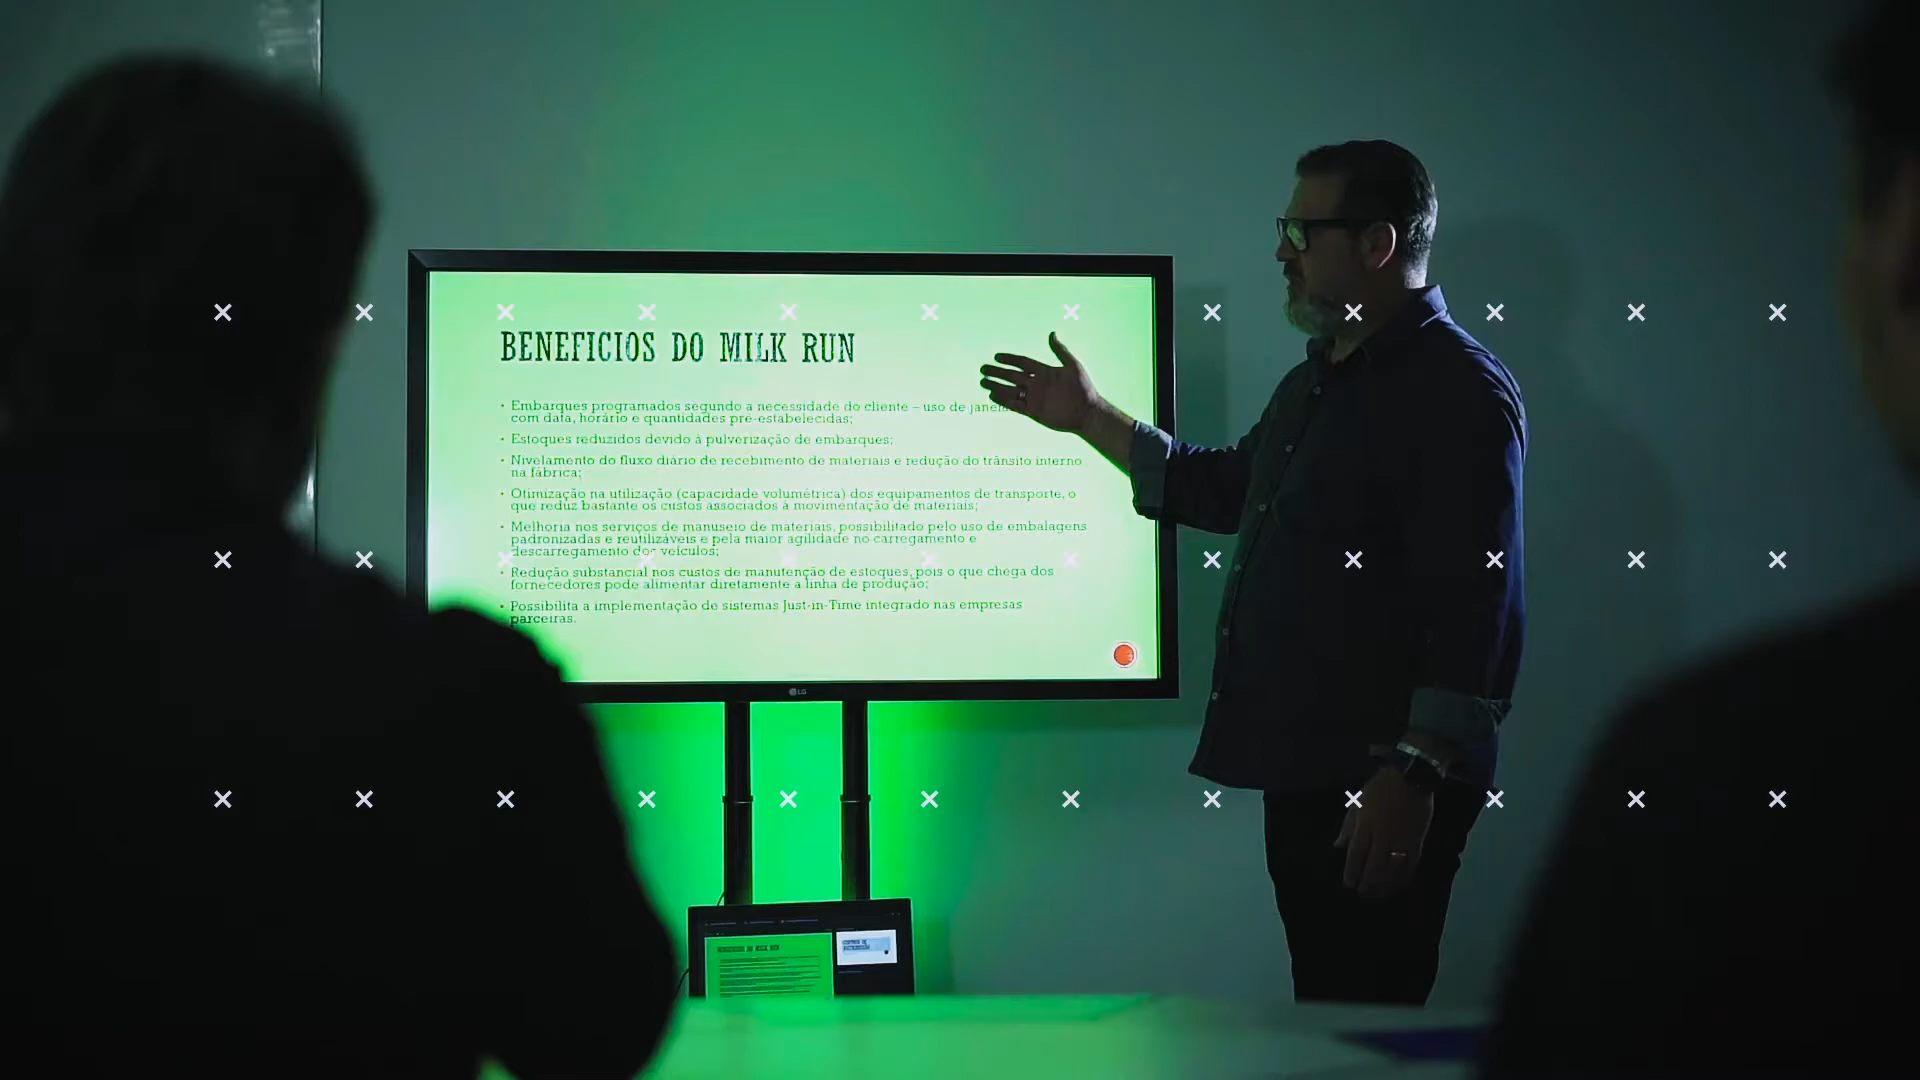 BENEFICIOS DO MILK RUN
• Embarques programados segundo a necessidade do cliente – uso de
com data, horário e quantidades pré-estabelecidas;
• Estoques reduzidos devido à pulverização de embarques;
• Nivelamento do fluxo diário de recebimento de materiais e redução do trânsito interno
na fábrica;
• Otimização na utilização (capacidade volumétrica) dos equipamentos de transporte, o
que reduz bastante os custos associados à movimentação de materiais;
• Melhoria nos serviços de manuseio de materiais, possibilitado pelo uso de embalagens
padronizadas e reutilizáveis e pela maior agilidade no carregamento e
descarregamento dos veículos;
• Redução substancial nos custos de manutenção de estoques, pois o que chega dos
fornecedores pode alimentar diretamente a linha de produção;
• Possibilita a implementação de sistemas Just-in-Time integrado nas empresas
parceiras.
LG
BENEFICIOS DO MILK RUN